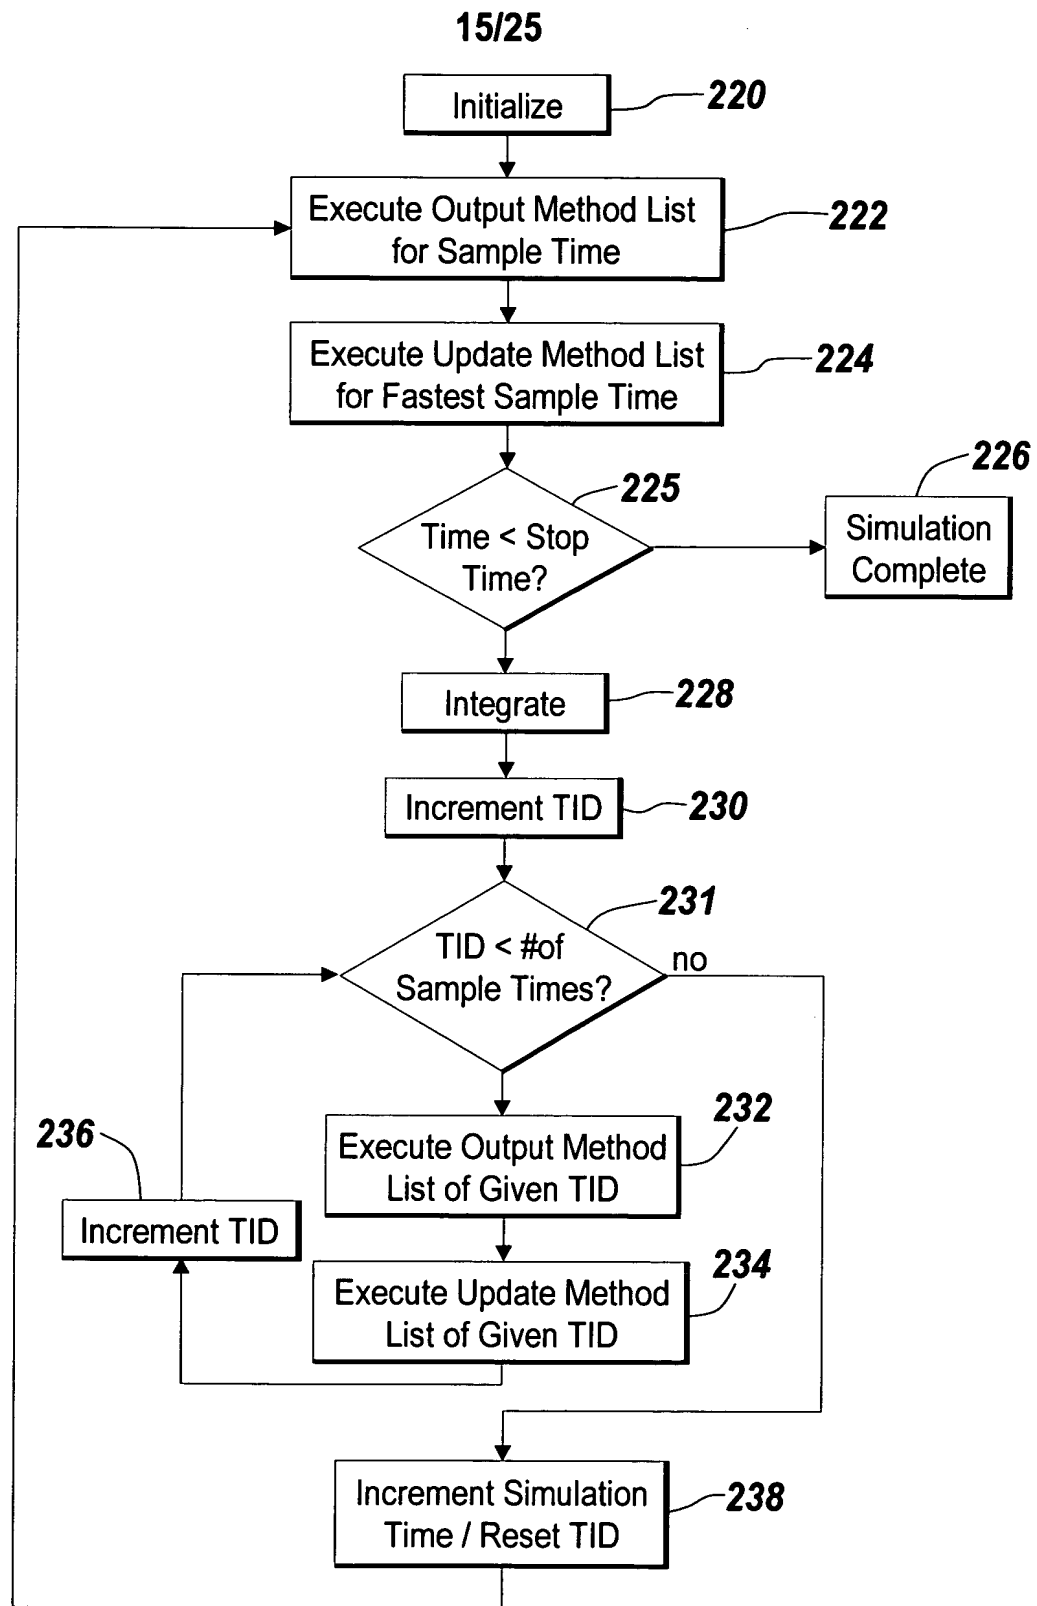 15/25
Initialize
220
Execute Output Method List
for Sample Time
222
Execute Update Method List
for Fastest Sample Time
224
Time < Stop
Time?
225
Simulation
Complete
226
Integrate
228
Increment TID
230
TID < #of
Sample Times?
231
no
Execute Output Method
List of Given TID
232
Increment TID
236
Execute Update Method
List of Given TID
234
Increment Simulation
Time / Reset TID
238